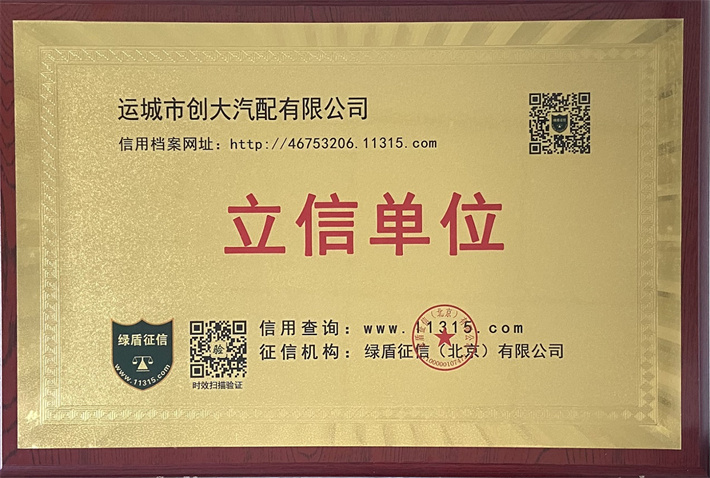 运城市创大汽配有限公司
信用档案网址：http://46753206.11315.com
立信单位
绿盾征信
www.11315.com
验
时效扫描验证
信用查询：www.11315.com
征信机构：绿盾征信（北京）有限公司